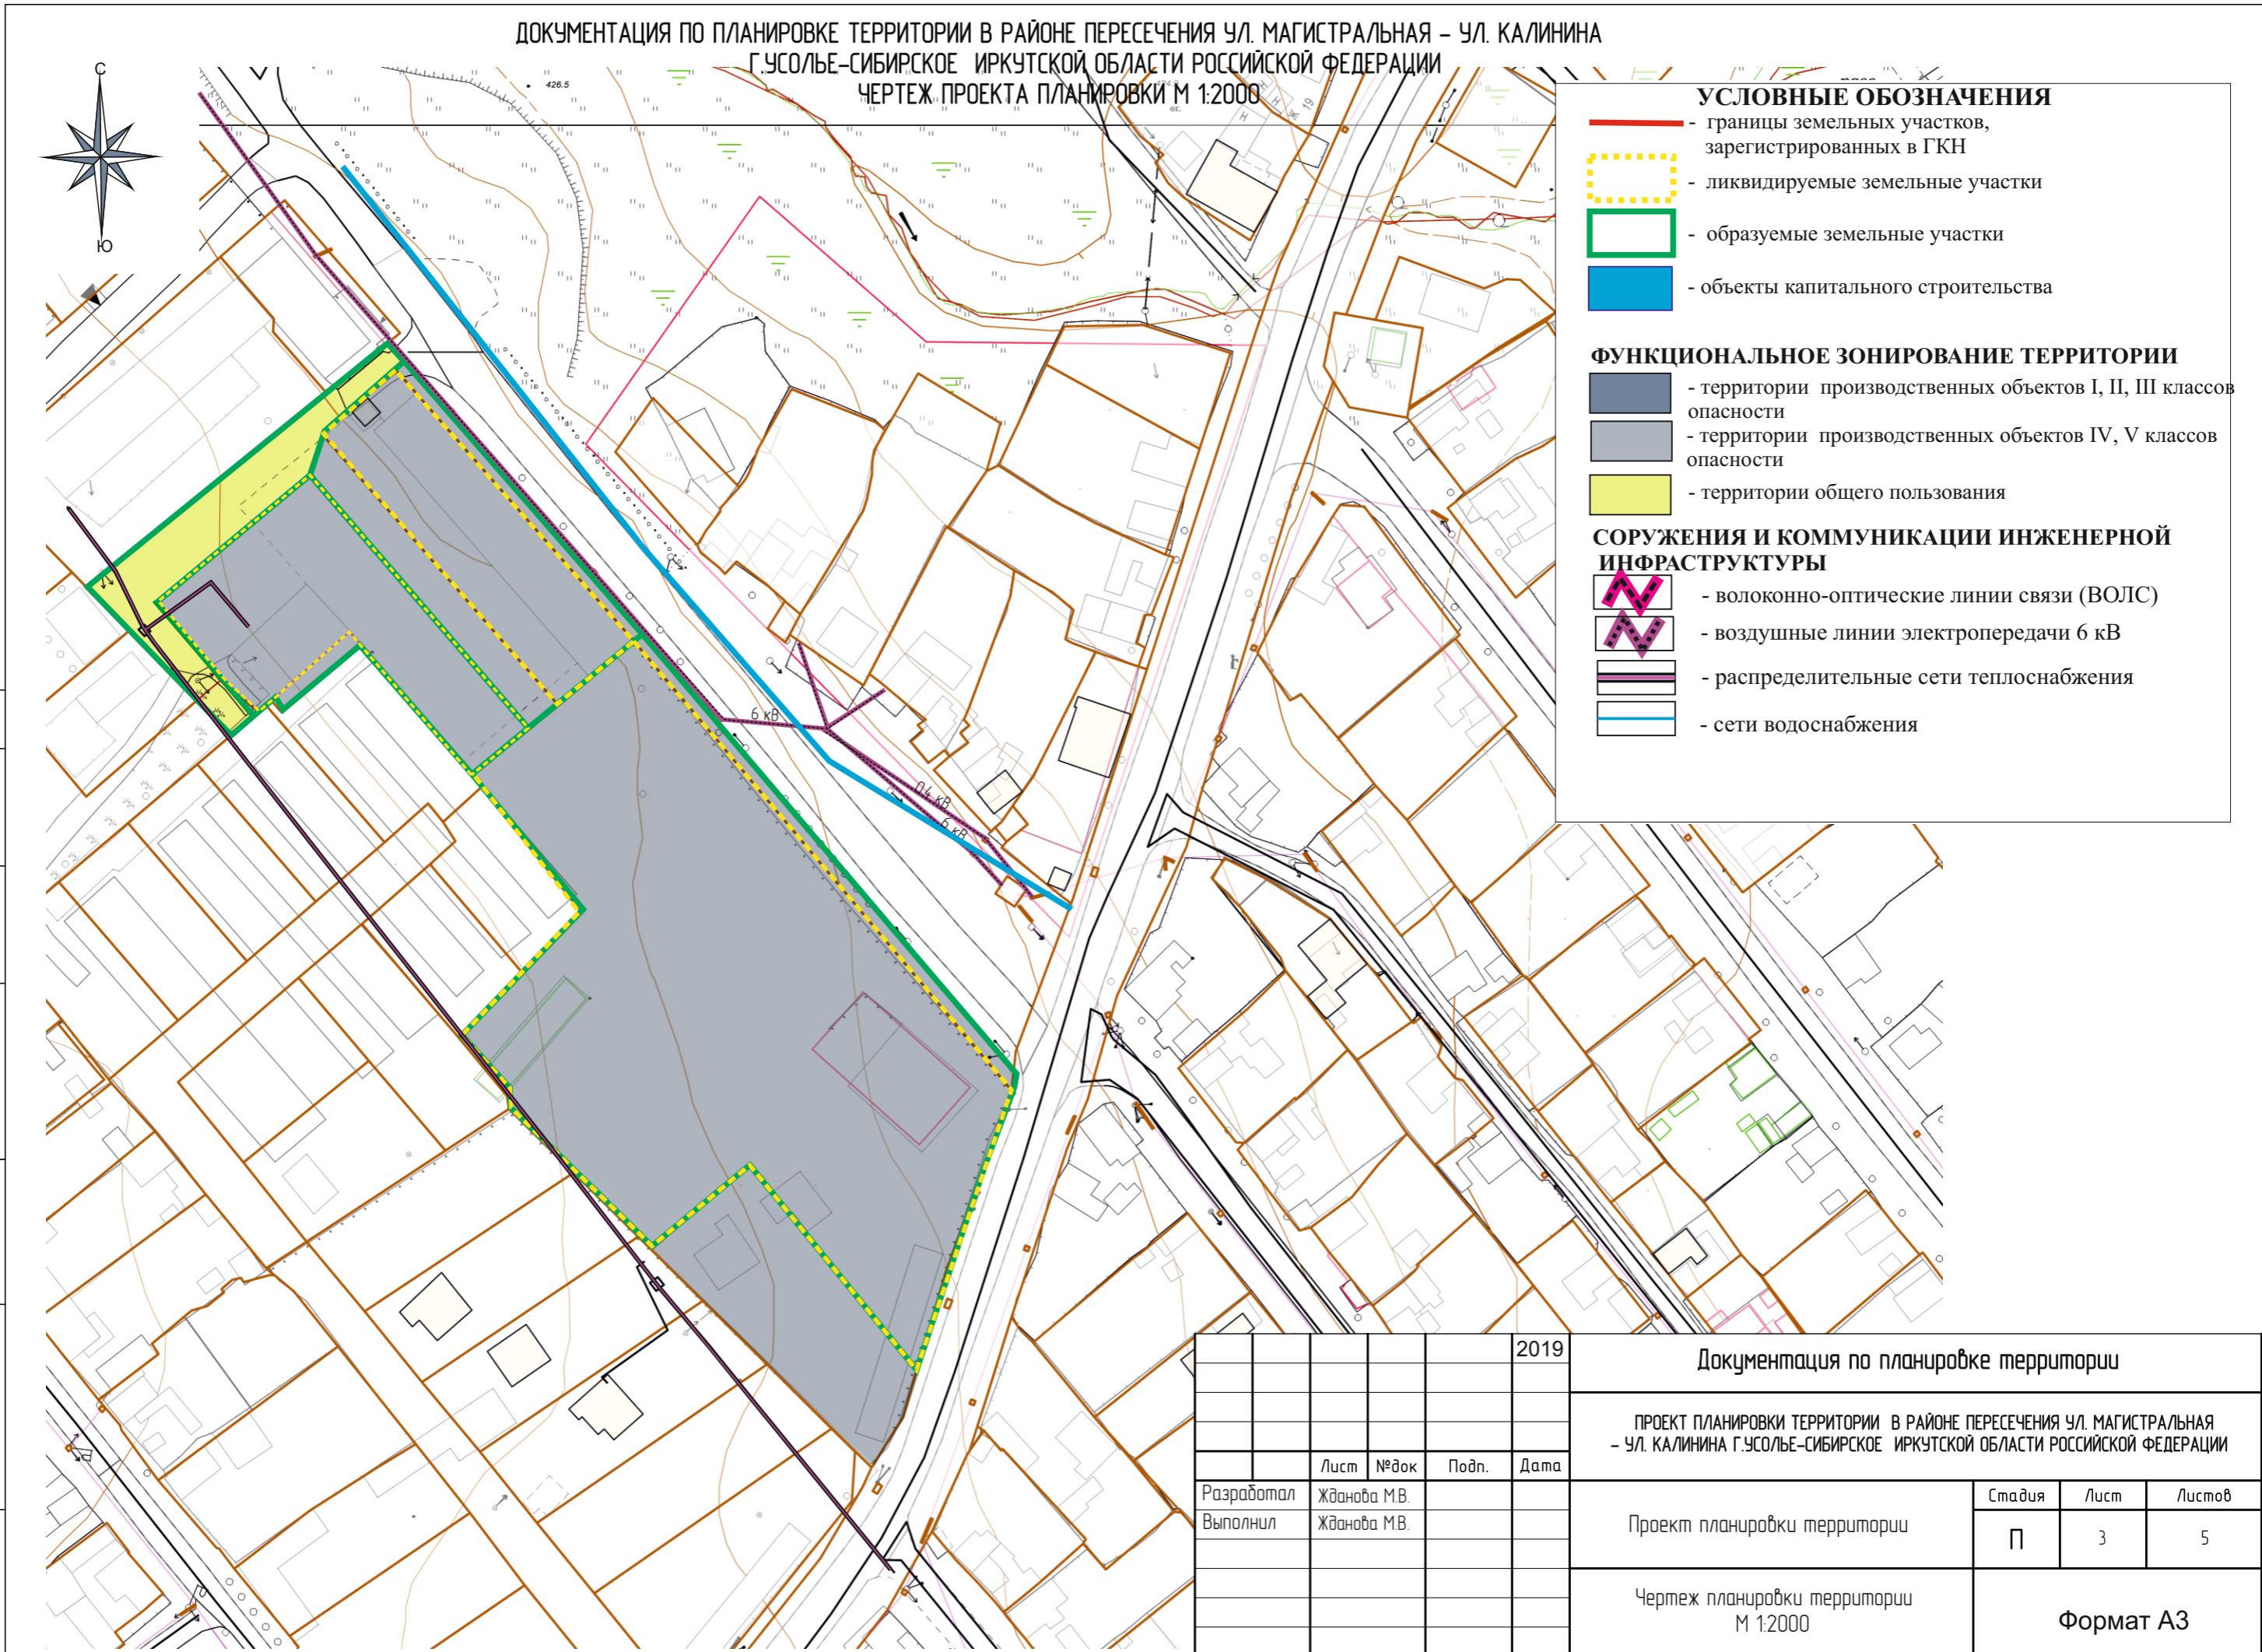 ДОКУМЕНТАЦИЯ ПО ПЛАНИРОВКЕ ТЕРРИТОРИИ В РАЙОНЕ ПЕРЕСЕЧЕНИЯ УЛ. МАГИСТРАЛЬНАЯ – УЛ. КАЛИНИНА
Г.УСОЛЬЕ-СИБИРСКОЕ ИРКУТСКОЙ ОБЛАСТИ РОССИЙСКОЙ ФЕДЕРАЦИИ
ЧЕРТЕЖ ПРОЕКТА ПЛАНИРОВКИ М 1:2000
С
Ю
426.5
19
УСЛОВНЫЕ ОБОЗНАЧЕНИЯ
- границы земельных участков,
зарегистрированных в ГКН
- ликвидируемые земельные участки
- образуемые земельные участки
- объекты капитального строительства
ФУНКЦИОНАЛЬНОЕ ЗОНИРОВАНИЕ ТЕРРИТОРИИ
- территории производственных объектов I, II, III классов
опасности
- территории производственных объектов IV, V классов
опасности
- территории общего пользования
СОРУЖЕНИЯ И КОММУНИКАЦИИ ИНЖЕНЕРНОЙ
ИНФРАСТРУКТУРЫ
- волоконно-оптические линии связи (ВОЛС)
- воздушные линии электропередачи 6 кВ
- распределительные сети теплоснабжения
- сети водоснабжения
6 кВ
0,4 кВ
6 кВ
2019
Лист №док Подп. Дата
Разработал Жданова М.В.
Выполнил Жданова М.В.
Документация по планировке территории
ПРОЕКТ ПЛАНИРОВКИ ТЕРРИТОРИИ В РАЙОНЕ ПЕРЕСЕЧЕНИЯ УЛ. МАГИСТРАЛЬНАЯ
– УЛ. КАЛИНИНА Г.УСОЛЬЕ-СИБИРСКОЕ ИРКУТСКОЙ ОБЛАСТИ РОССИЙСКОЙ ФЕДЕРАЦИИ
Проект планировки территории
Стадия Лист Листов
П 3 5
Чертеж планировки территории
М 1:2000
Формат А3